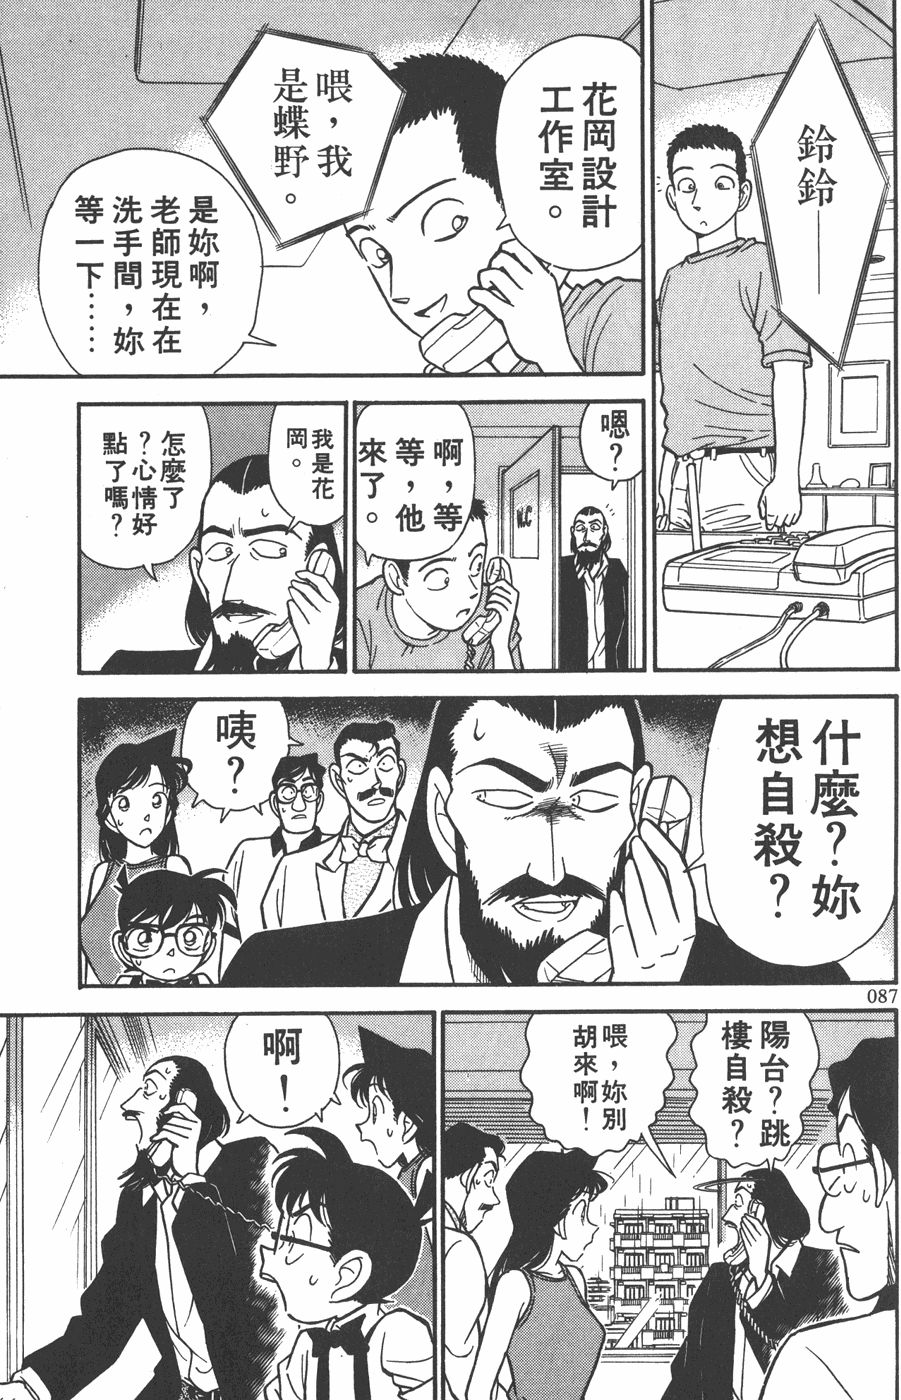 鈴鈴——
花岡設計
工作室。
喂，我
是蝶野。
是妳啊，
老師現在在
洗手間，妳
等一下……
嗯？
W.C
啊，等
等，他
來了。
我是花
岡。
怎麼了
？心情好
點了嗎？
什麼？妳
想自殺？
咦？
087
陽台？跳
樓自殺？
喂，妳別
胡來啊！
啊！